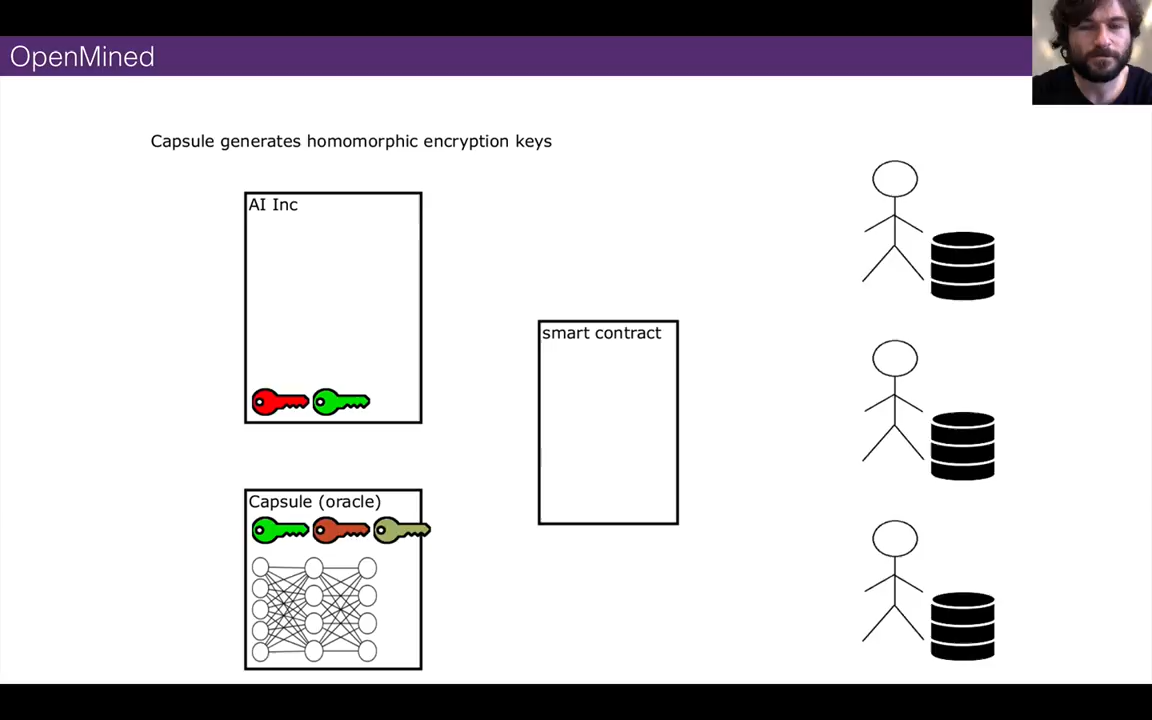 OpenMined
Capsule generates homomorphic encryption keys
AI Inc
smart contract
Capsule (oracle)